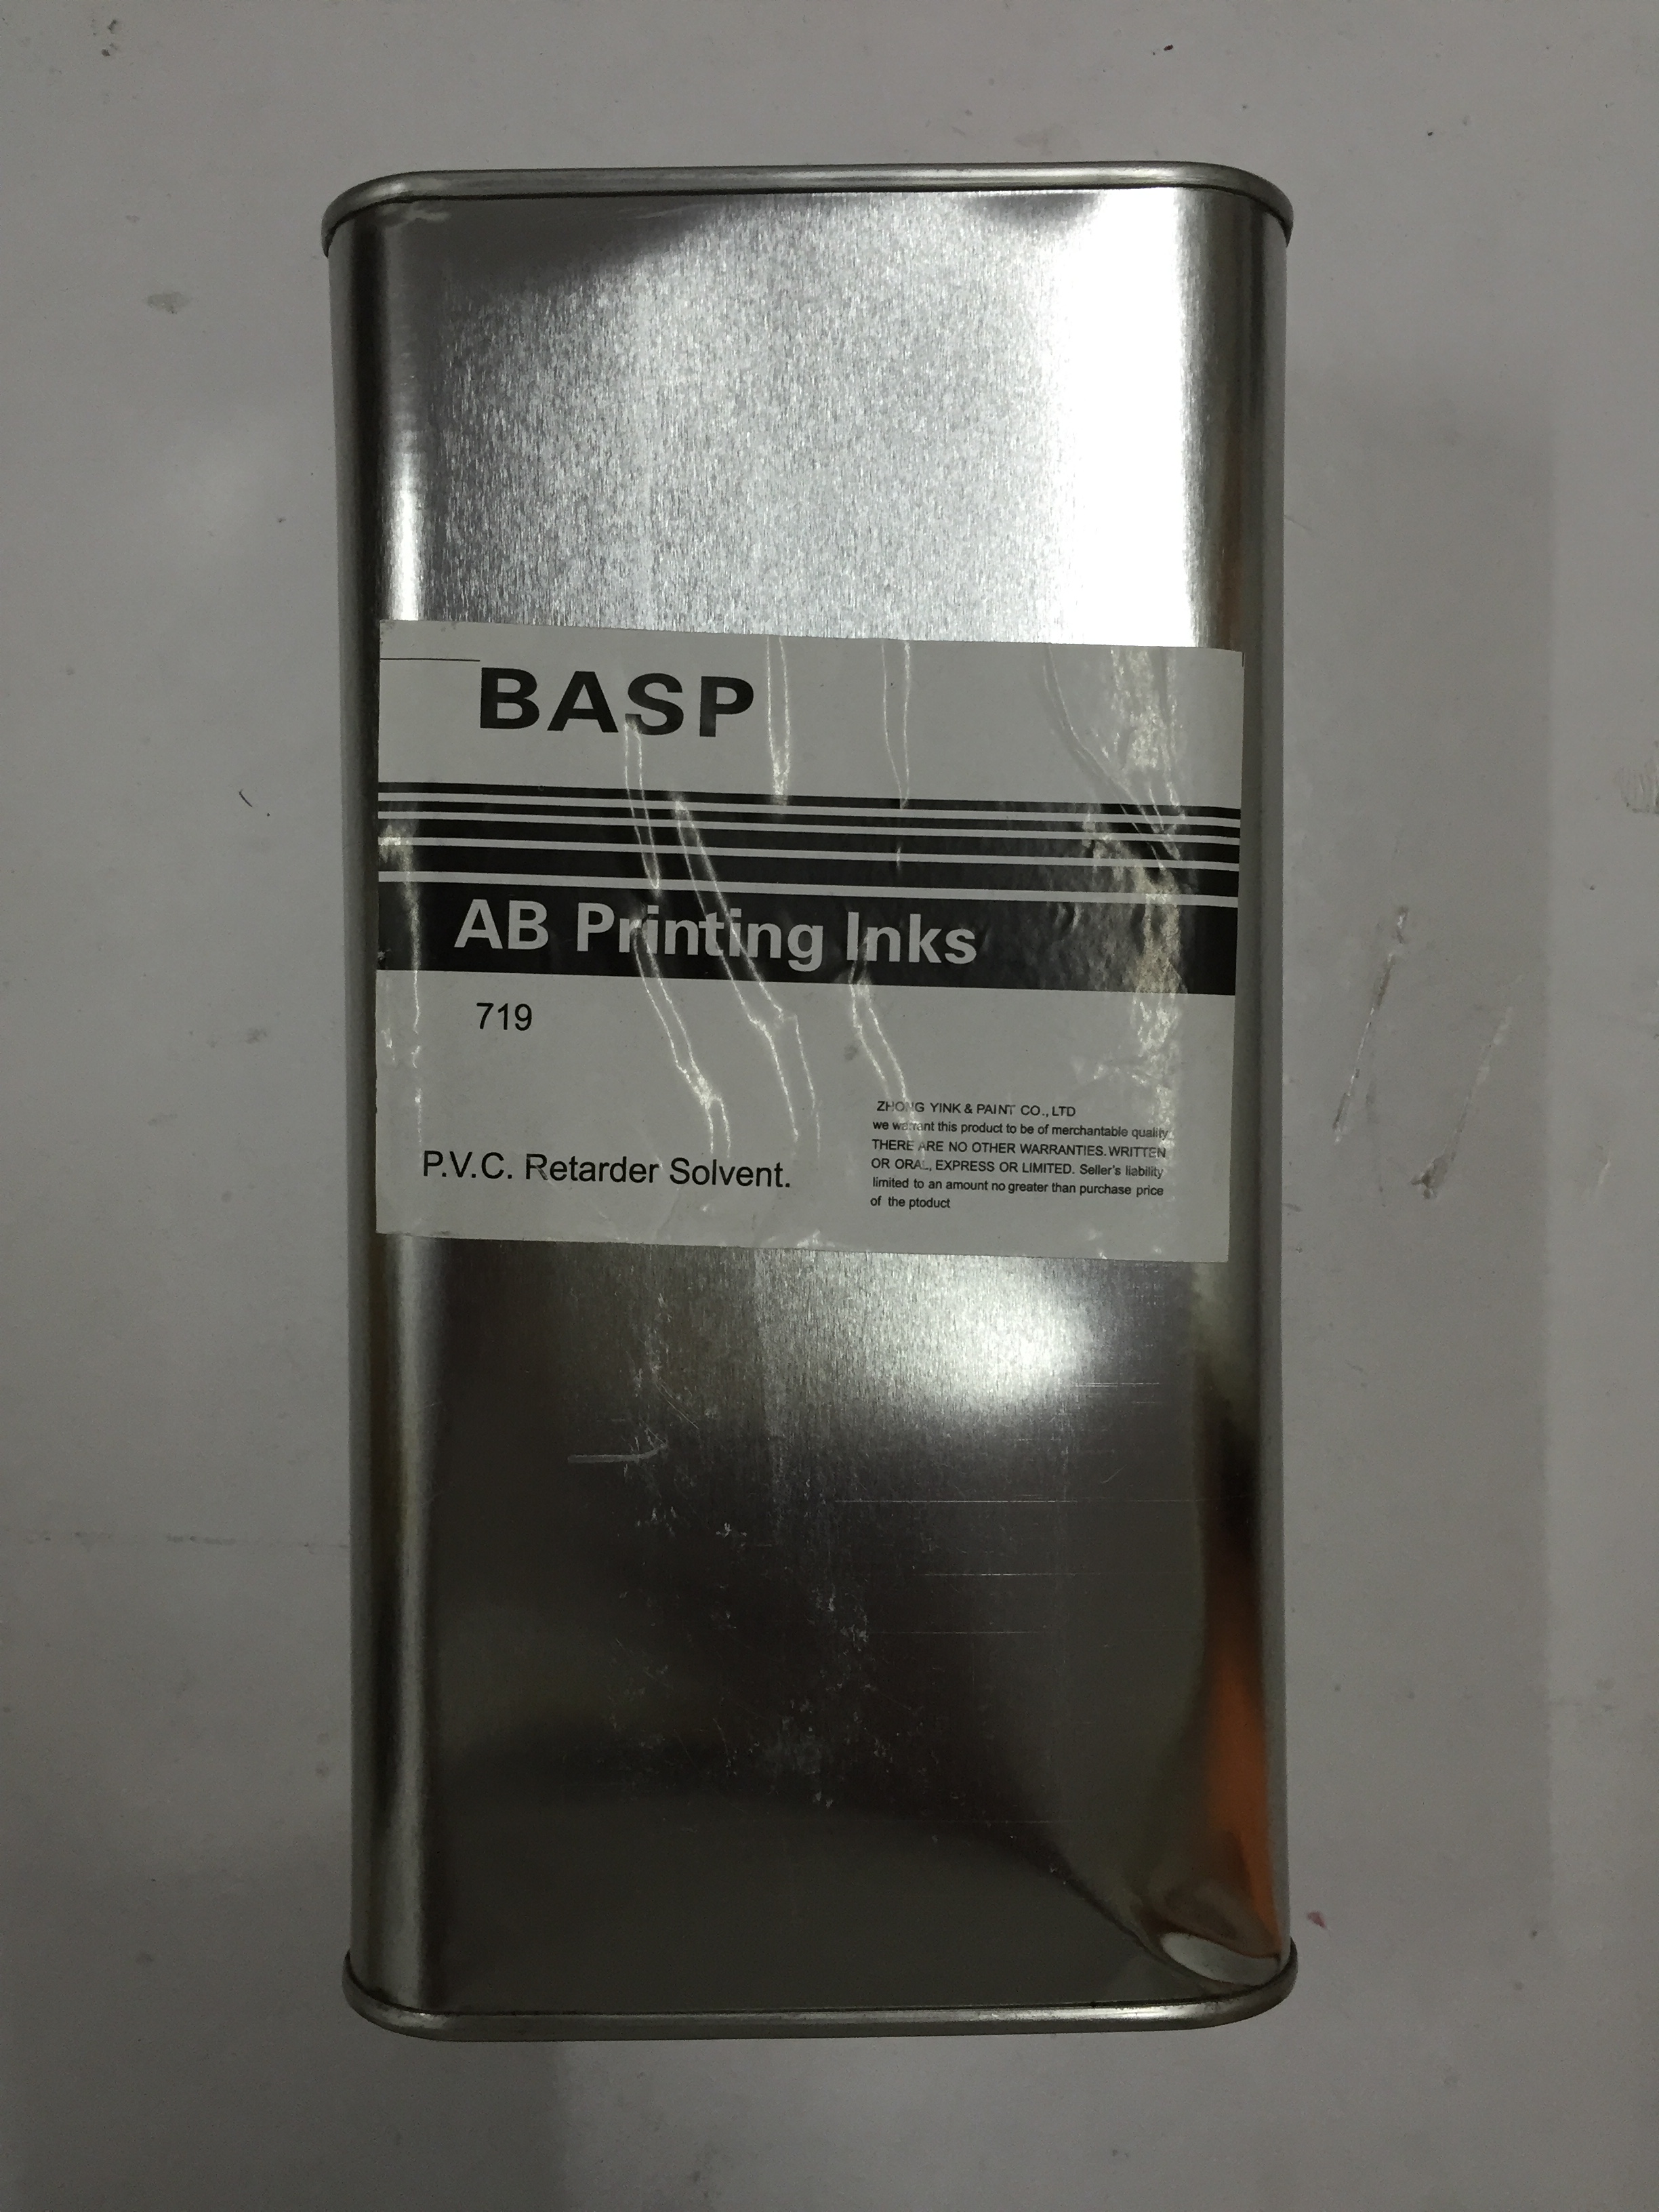 BASP
AB Printing Inks
719
P.V.C. Retarder Solvent.
ZHONG YINK & PAINT CO., LTD
we warrant this product to be of merchantable quality
THERE ARE NO OTHER WARRANTIES. WRITTEN
OR ORAL, EXPRESS OR LIMITED. Seller's liability
limited to an amount no greater than purchase price
of the ptoduct